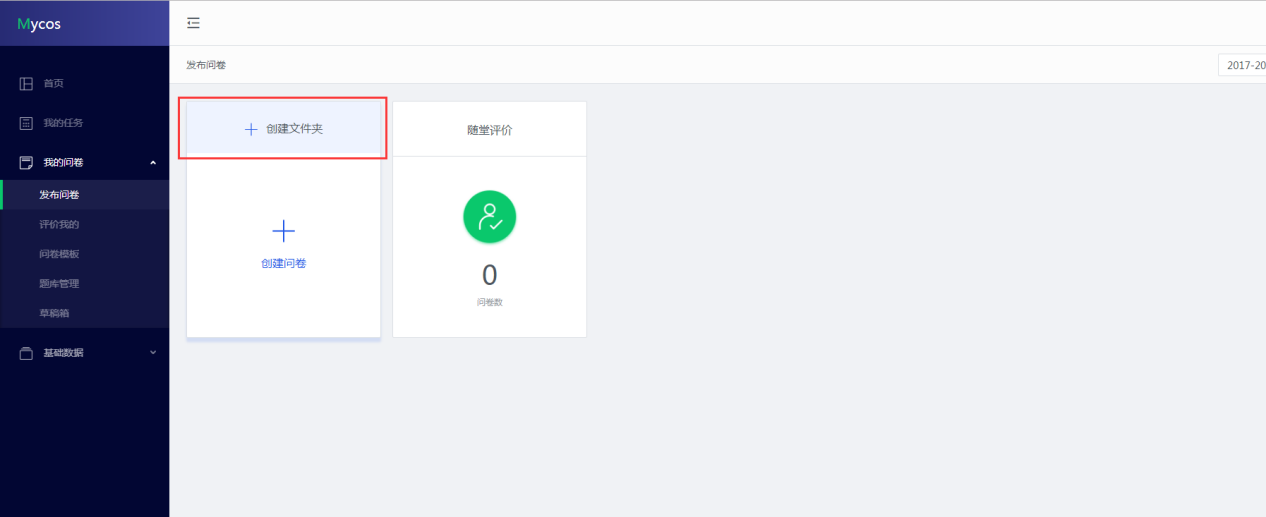 Mycos
首页
我的任务
我的问卷
发布问卷
评价我的
问卷模板
题库管理
草稿箱
基础数据
发布问卷
2017-20
创建文件夹
创建问卷
随堂评价
0
问卷数